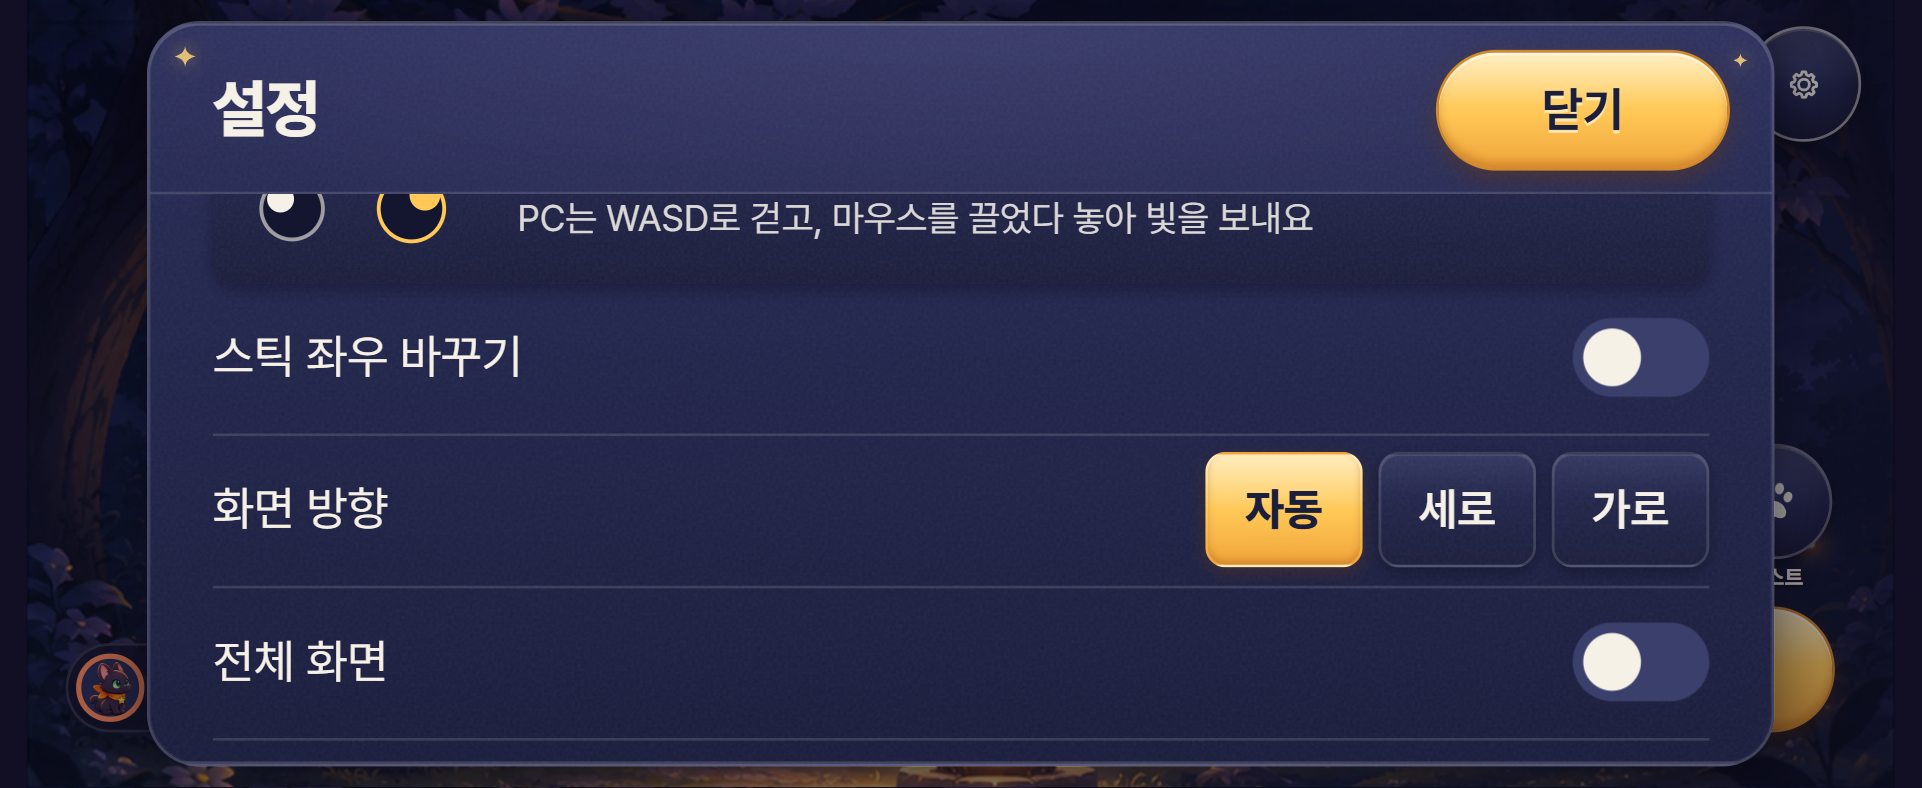 설정
닫기
PC는 WASD로 걷고, 마우스를 끌었다 놓아 빛을 보내요
스틱 좌우 바꾸기
화면 방향
자동
세로
가로
전체 화면